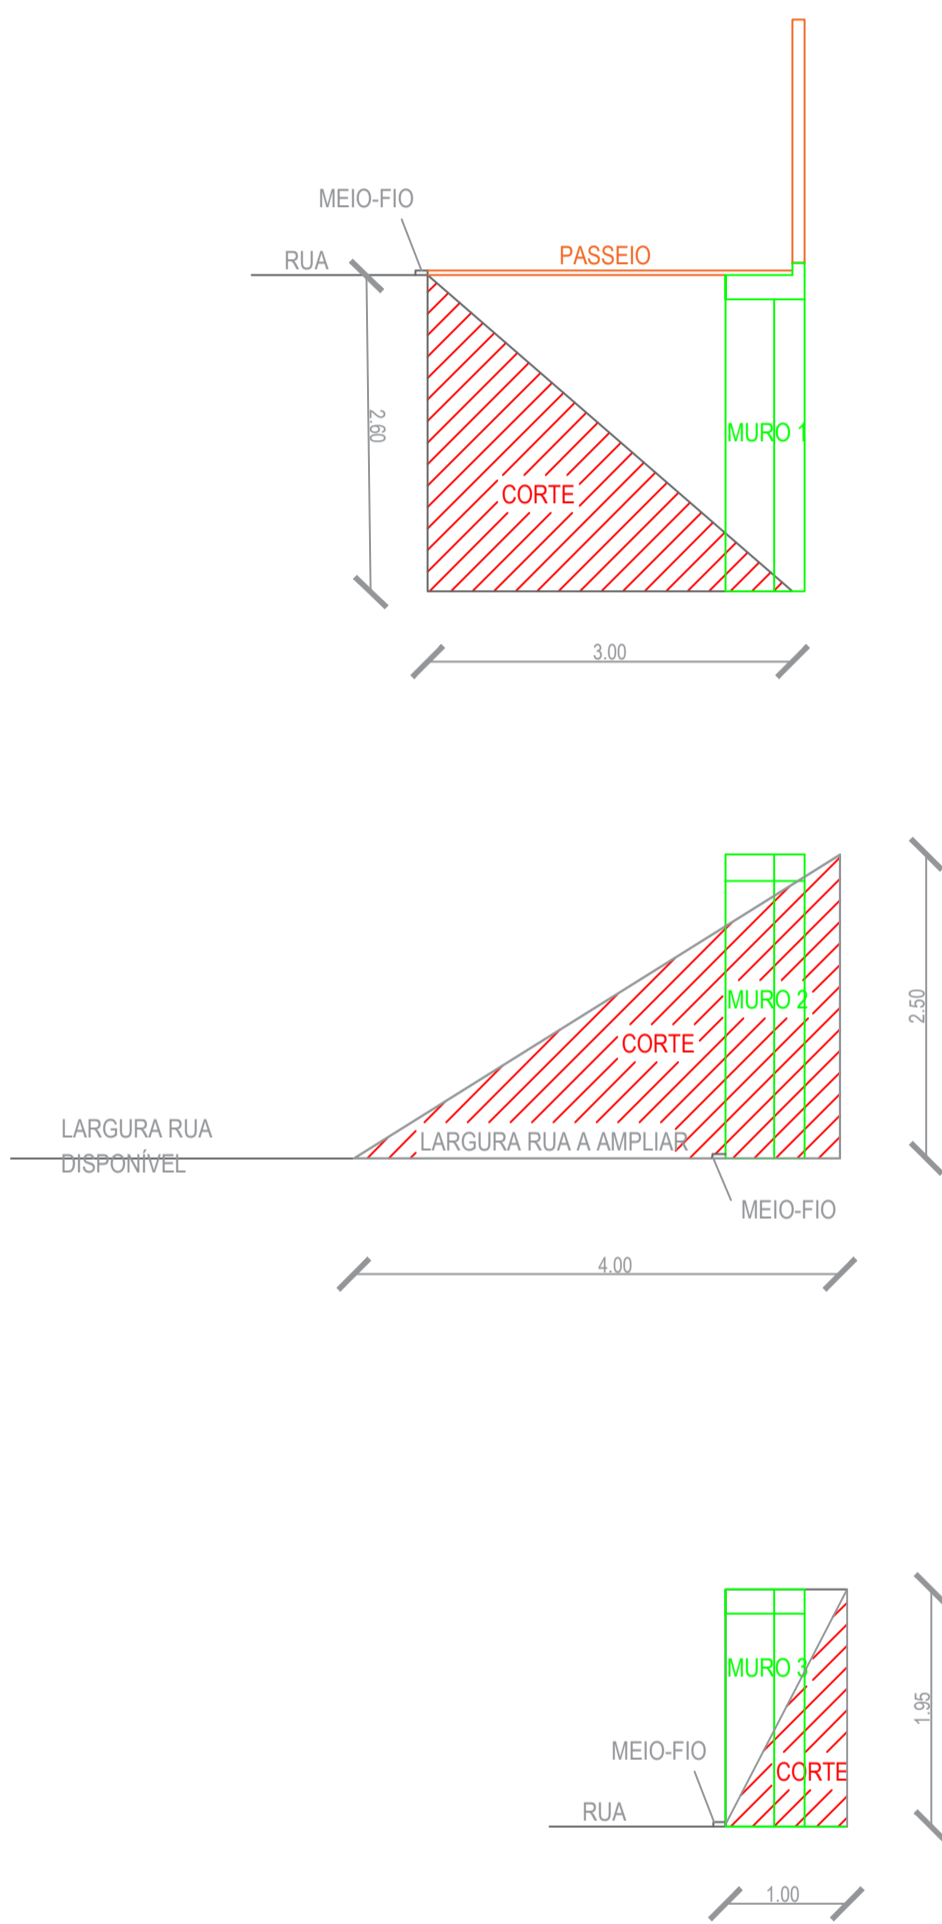 MEIO-FIO
RUA
PASSEIO
2.60
MURO 1
CORTE
3.00
MURO 2
2.50
CORTE
LARGURA RUA
DISPONÍVEL
LARGURA RUA A AMPLIAR
MEIO-FIO
4.00
MURO 3
1.95
MEIO-FIO
CORTE
RUA
1.00